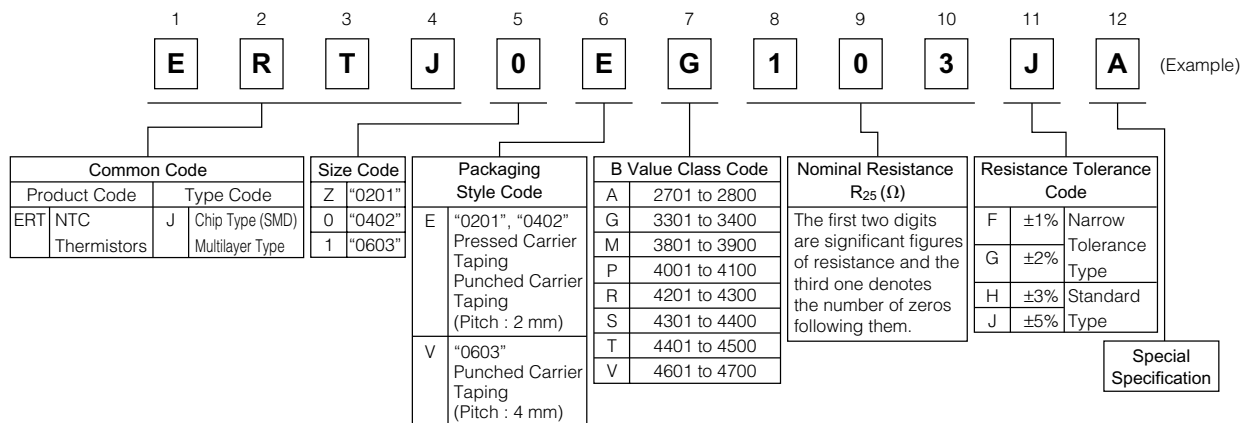 1 2 3 4 5 6 7 8 9 10 11 12
E R T J 0 E G 1 0 3 J A (Example)
Common Code
Product Code Type Code
ERT NTC J Chip Type (SMD)
Thermistors Multilayer Type
Size Code
Z "0201"
0 "0402"
1 "0603"
Packaging
Style Code
E "0201", "0402"
Pressed Carrier
Taping
Punched Carrier
Taping
(Pitch : 2 mm)
V "0603"
Punched Carrier
Taping
(Pitch : 4 mm)
B Value Class Code
A 2701 to 2800
G 3301 to 3400
M 3801 to 3900
P 4001 to 4100
R 4201 to 4300
S 4301 to 4400
T 4401 to 4500
V 4601 to 4700
Nominal Resistance
R25 (Ω)
The first two digits
are significant figures
of resistance and the
third one denotes
the number of zeros
following them.
Resistance Tolerance
Code
F ±1% Narrow
Tolerance
G ±2%
Type
H ±3% Standard
J ±5% Type
Special
Specification